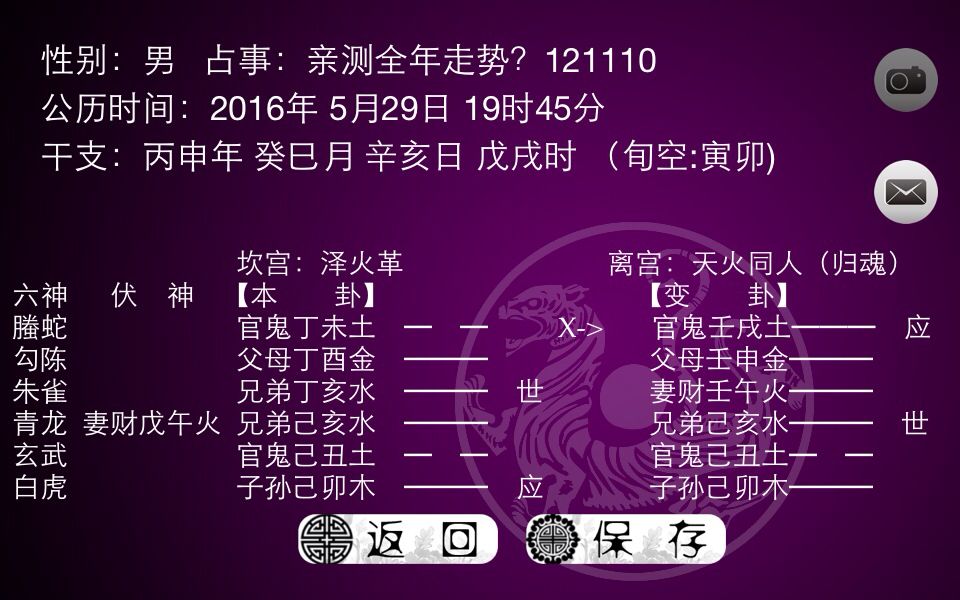 性别：男 占事：亲测全年走势？121110
公历时间：2016年 5月29日 19时45分
干支：丙申年 癸巳月 辛亥日 戊戌时 （旬空:寅卯)
坎宫：泽火革 离宫：天火同人（归魂）
六神 伏 神 【本 卦】 【变 卦】
螣蛇 官鬼丁未土 X-> 官鬼壬戌土 应
勾陈 父母丁酉金 父母壬申金
朱雀 兄弟丁亥水 世 妻财壬午火
青龙 妻财戊午火 兄弟己亥水 兄弟己亥水 世
玄武 官鬼己丑土 官鬼己丑土
白虎 子孙己卯木 应 子孙己卯木
返 回 保 存